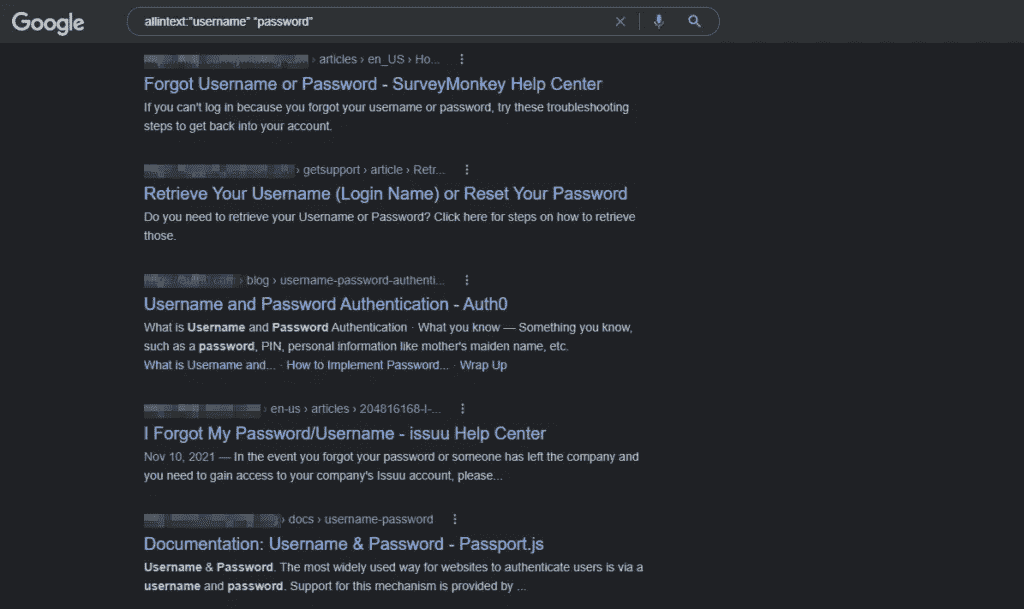 Google
allintext:"username" "password"
› articles › en_US › Ho...
Forgot Username or Password - SurveyMonkey Help Center
If you can't log in because you forgot your username or password, try these troubleshooting
steps to get back into your account.
› getsupport › article › Retr...
Retrieve Your Username (Login Name) or Reset Your Password
Do you need to retrieve your Username or Password? Click here for steps on how to retrieve
those.
› blog › username-password-authenti...
Username and Password Authentication - Auth0
What is Username and Password Authentication · What you know — Something you know,
such as a password, PIN, personal information like mother's maiden name, etc.
What is Username and... · How to Implement Password... · Wrap Up
› en-us › articles › 204816168-I-...
I Forgot My Password/Username - issuu Help Center
Nov 10, 2021 — In the event you forgot your password or someone has left the company and
you need to gain access to your company's Issuu account, please...
› docs › username-password
Documentation: Username & Password - Passport.js
Username & Password. The most widely used way for websites to authenticate users is via a
username and password. Support for this mechanism is provided by ...